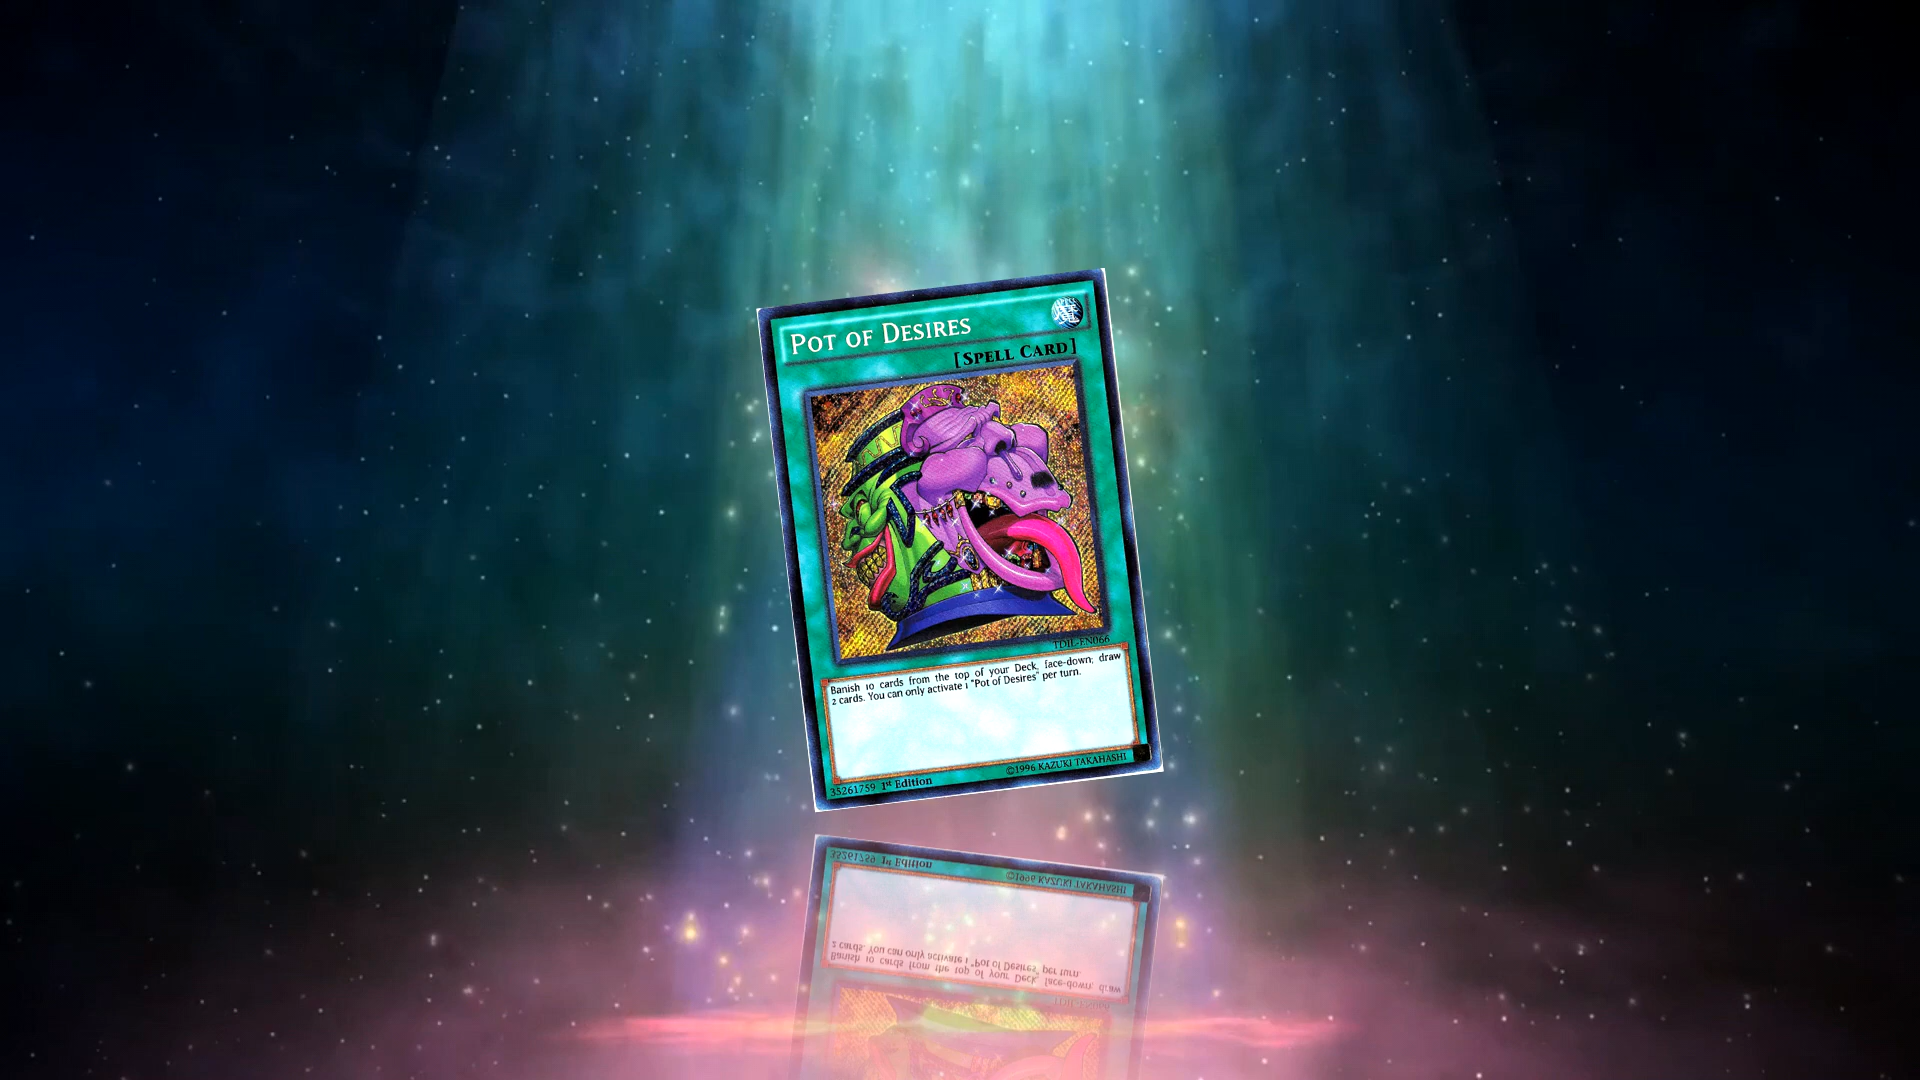 Pot of Desires
[Spell Card]
TDIL-EN066
Banish 10 cards from the top of your Deck, face-down; draw
2 cards. You can only activate 1 "Pot of Desires" per turn.
35261759 1st Edition ©1996 KAZUKI TAKAHASHI